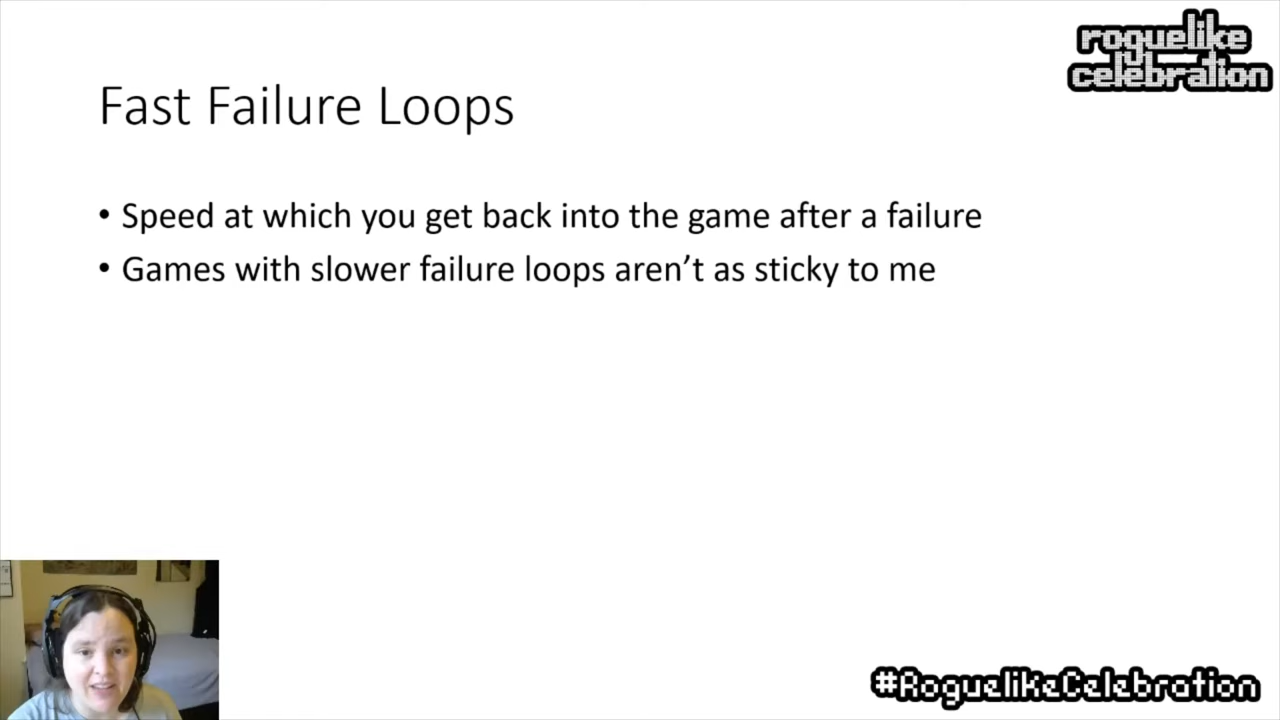 roguelike
celebration
Fast Failure Loops
• Speed at which you get back into the game after a failure
• Games with slower failure loops aren’t as sticky to me
#RoguelikeCelebration